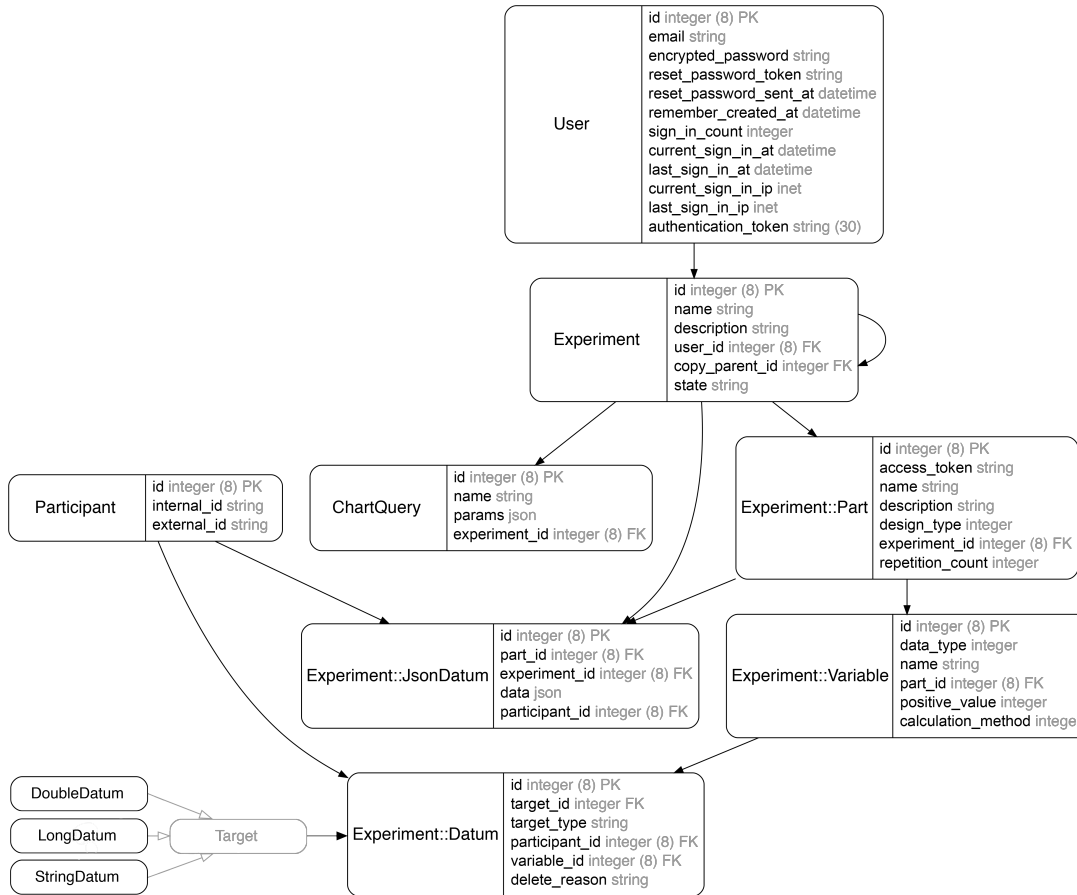 User
id integer (8) PK
email string
encrypted_password string
reset_password_token string
reset_password_sent_at datetime
remember_created_at datetime
sign_in_count integer
current_sign_in_at datetime
last_sign_in_at datetime
current_sign_in_ip inet
last_sign_in_ip inet
authentication_token string (30)
Experiment
id integer (8) PK
name string
description string
user_id integer (8) FK
copy_parent_id integer FK
state string
Participant
id integer (8) PK
internal_id string
external_id string
ChartQuery
id integer (8) PK
name string
params json
experiment_id integer (8) FK
Experiment::Part
id integer (8) PK
access_token string
name string
description string
design_type integer
experiment_id integer (8) FK
repetition_count integer
Experiment::JsonDatum
id integer (8) PK
part_id integer (8) FK
experiment_id integer (8) FK
data json
participant_id integer (8) FK
Experiment::Variable
id integer (8) PK
data_type integer
name string
part_id integer (8) FK
positive_value integer
calculation_method intege
DoubleDatum
LongDatum
StringDatum
Target
Experiment::Datum
id integer (8) PK
target_id integer FK
target_type string
participant_id integer (8) FK
variable_id integer (8) FK
delete_reason string